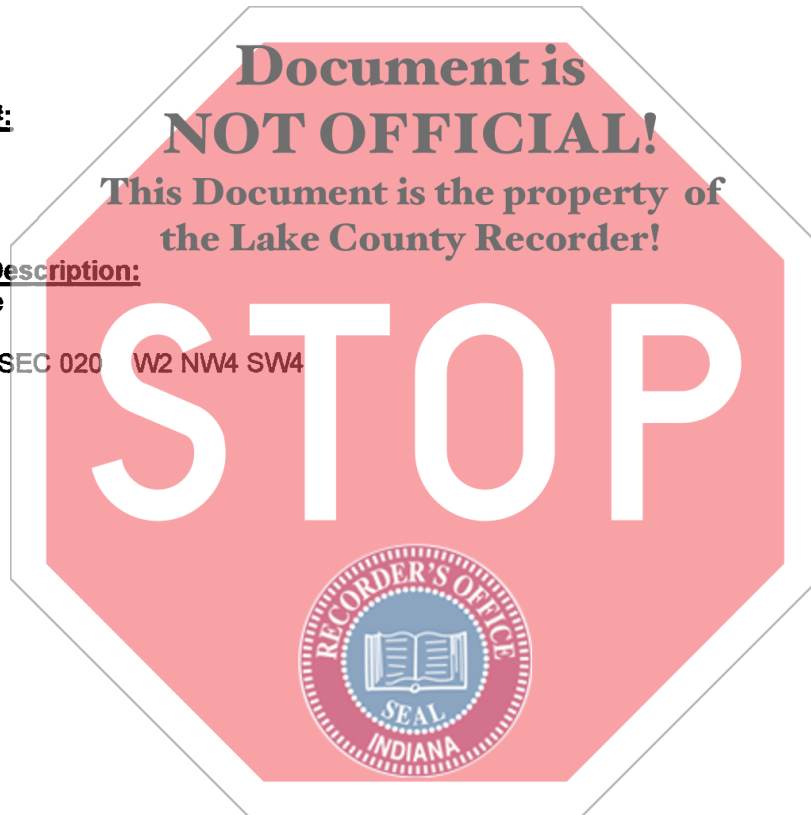 Document is
#:
NOT OFFICIAL!
This Document is the property of
the Lake County Recorder!
Description:
SEC 020 W2 NW4 SW4
STOP
RECORDER'S OFFICE
SEAL
INDIANA